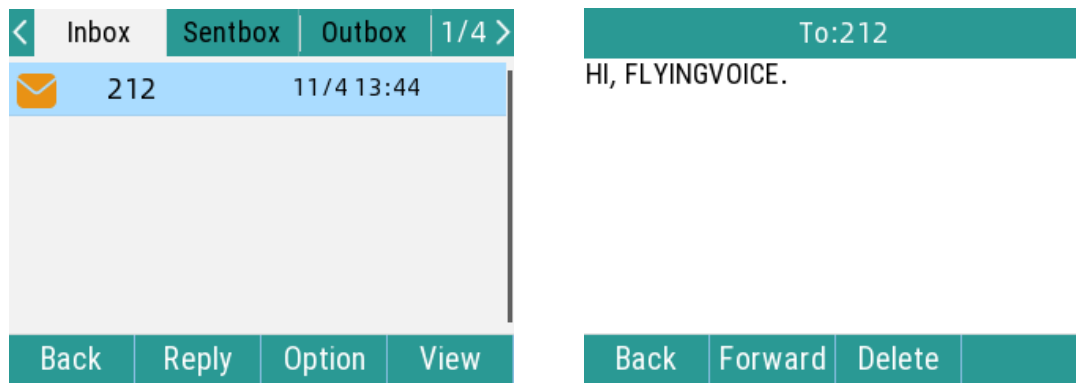 Inbox Sentbox Outbox 1/4
212 11/4 13:44
Back Reply Option View
To:212
HI, FLYINGVOICE.
Back Forward Delete